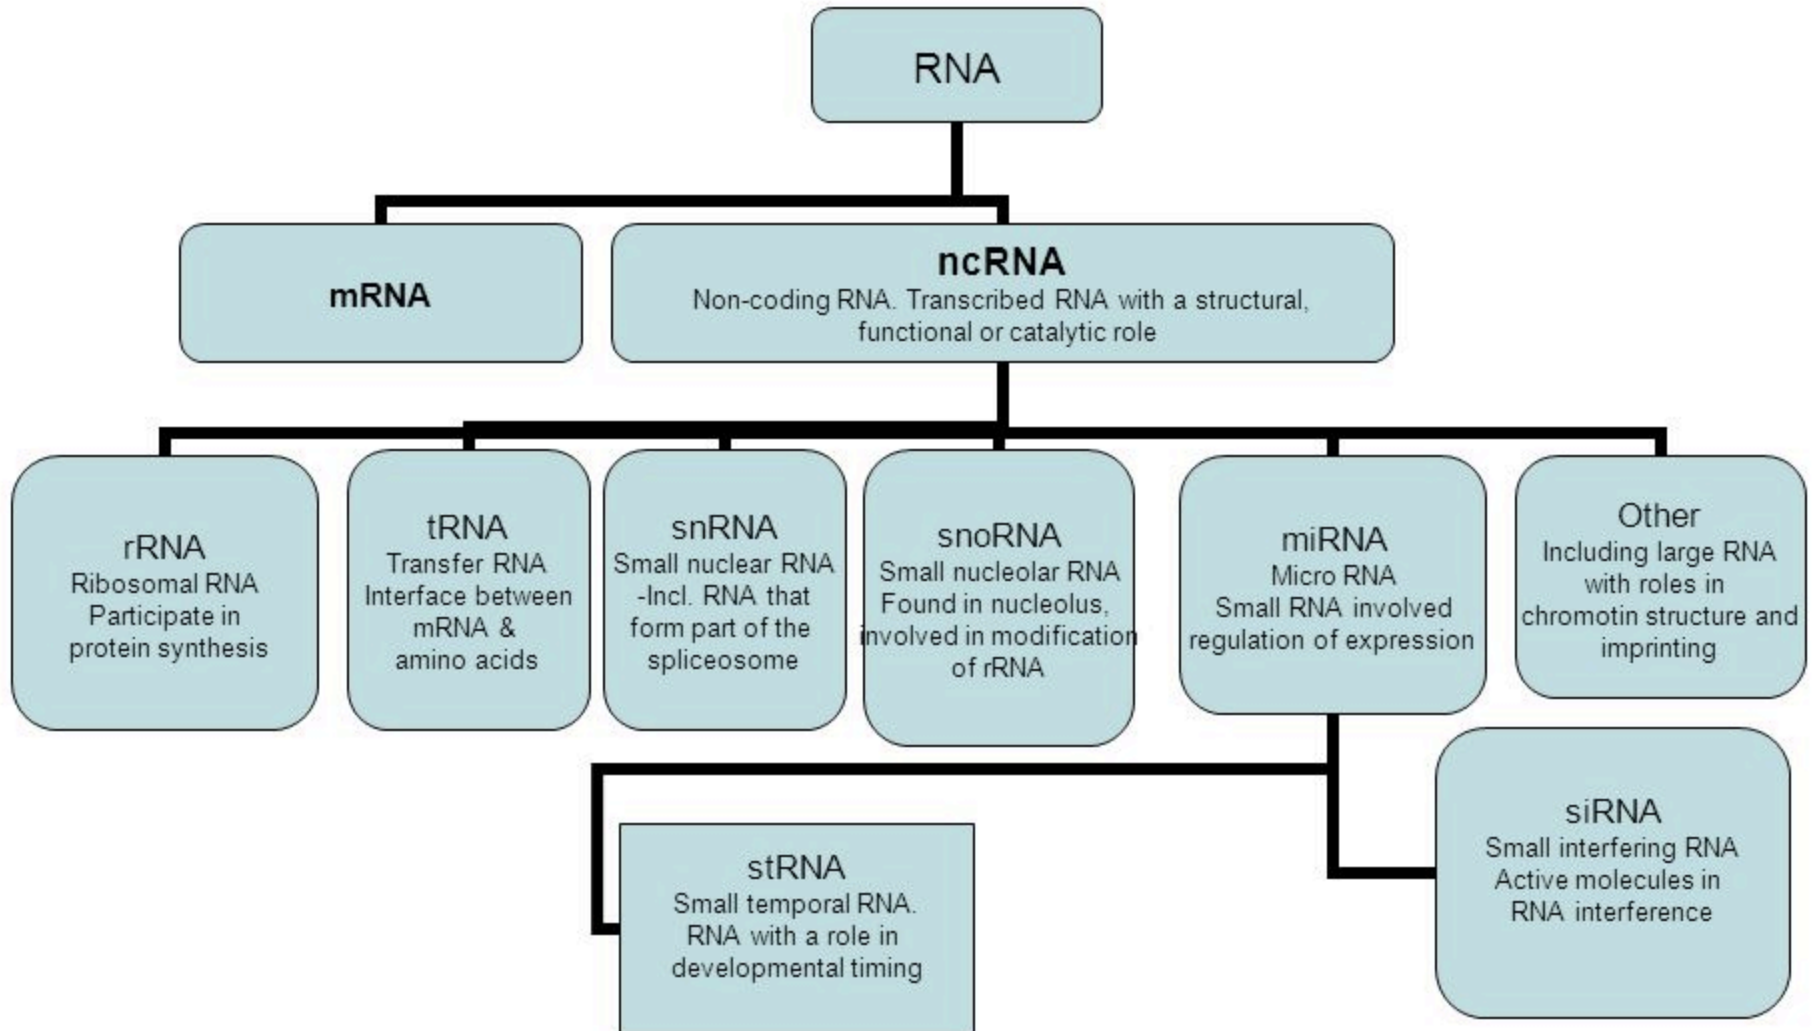 RNA
mRNA
ncRNA
Non-coding RNA. Transcribed RNA with a structural,
functional or catalytic role
rRNA
Ribosomal RNA
Participate in
protein synthesis
tRNA
Transfer RNA
Interface between
mRNA &
amino acids
snRNA
Small nuclear RNA
-Incl. RNA that
form part of the
spliceosome
snoRNA
Small nucleolar RNA
Found in nucleolus,
involved in modification
of rRNA
miRNA
Micro RNA
Small RNA involved
regulation of expression
Other
Including large RNA
with roles in
chromotin structure and
imprinting
stRNA
Small temporal RNA.
RNA with a role in
developmental timing
siRNA
Small interfering RNA
Active molecules in
RNA interference